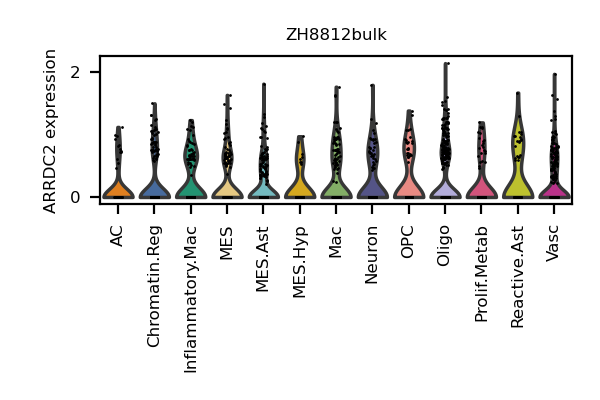 ZH8812bulk
ARRDC2 expression
2
0
AC
Chromatin.Reg
Inflammatory.Mac
MES
MES.Ast
MES.Hyp
Mac
Neuron
OPC
Oligo
Prolif.Metab
Reactive.Ast
Vasc